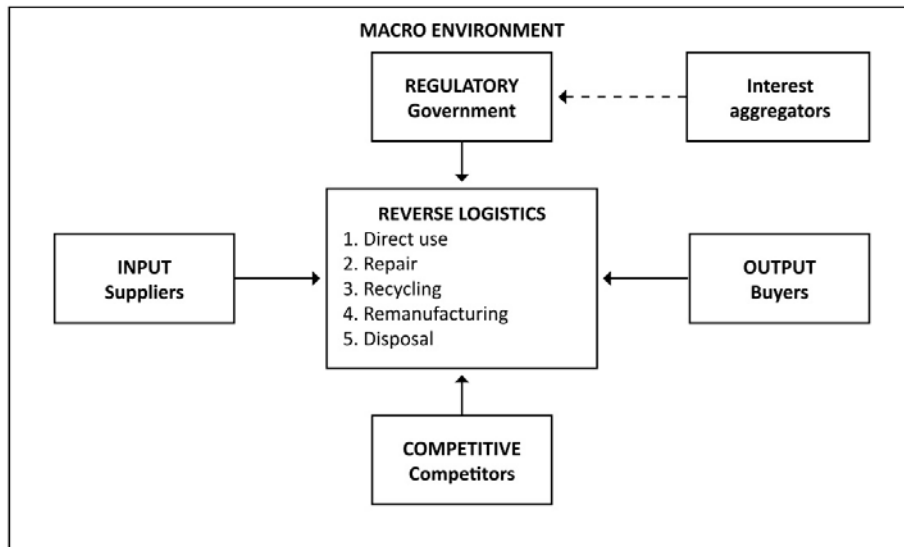 MACRO ENVIRONMENT
REGULATORY
Government
Interest
aggregators
REVERSE LOGISTICS
1. Direct use
2. Repair
3. Recycling
4. Remanufacturing
5. Disposal
INPUT
Suppliers
OUTPUT
Buyers
COMPETITIVE
Competitors